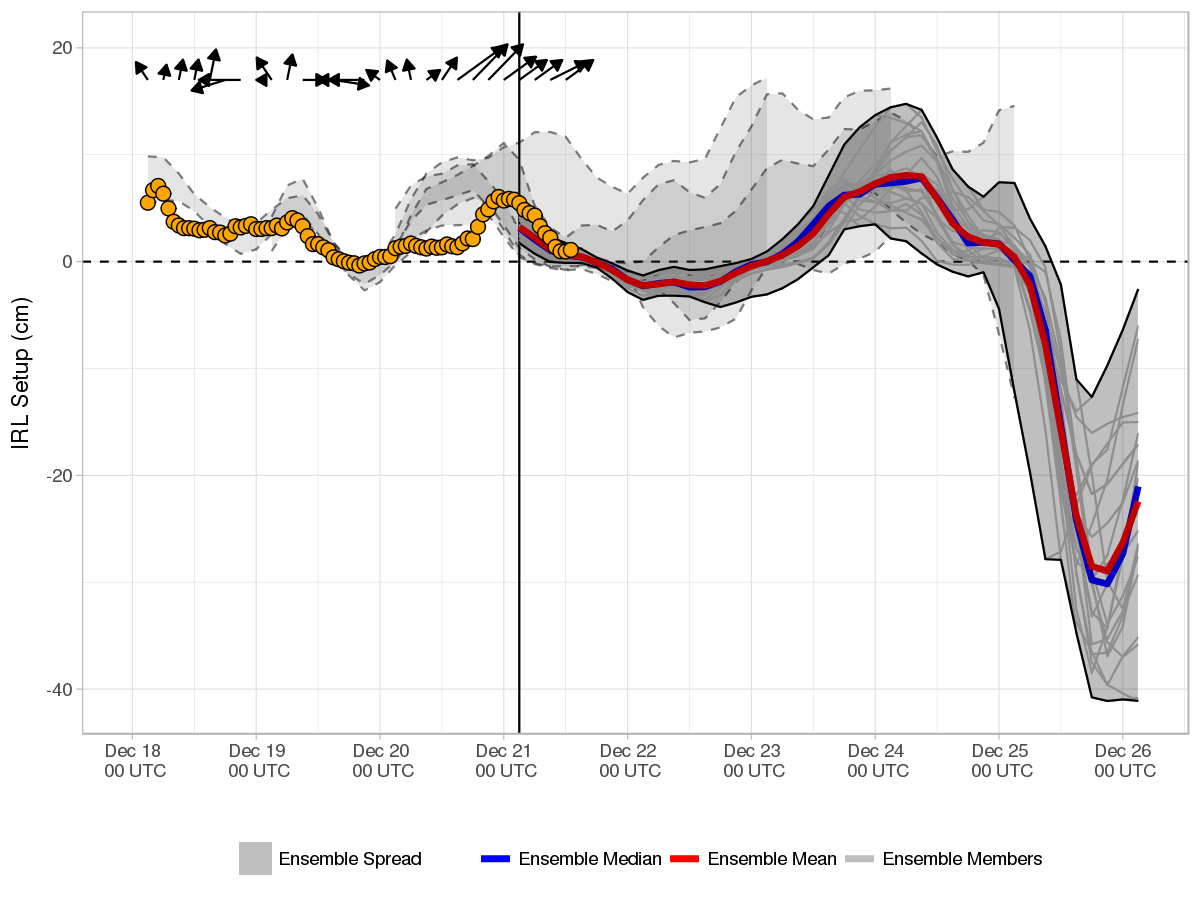 20
0
-20
-40
IRL Setup (cm)
Dec 18
00 UTC
Dec 19
00 UTC
Dec 20
00 UTC
Dec 21
00 UTC
Dec 22
00 UTC
Dec 23
00 UTC
Dec 24
00 UTC
Dec 25
00 UTC
Dec 26
00 UTC
Ensemble Spread
Ensemble Median
Ensemble Mean
Ensemble Members